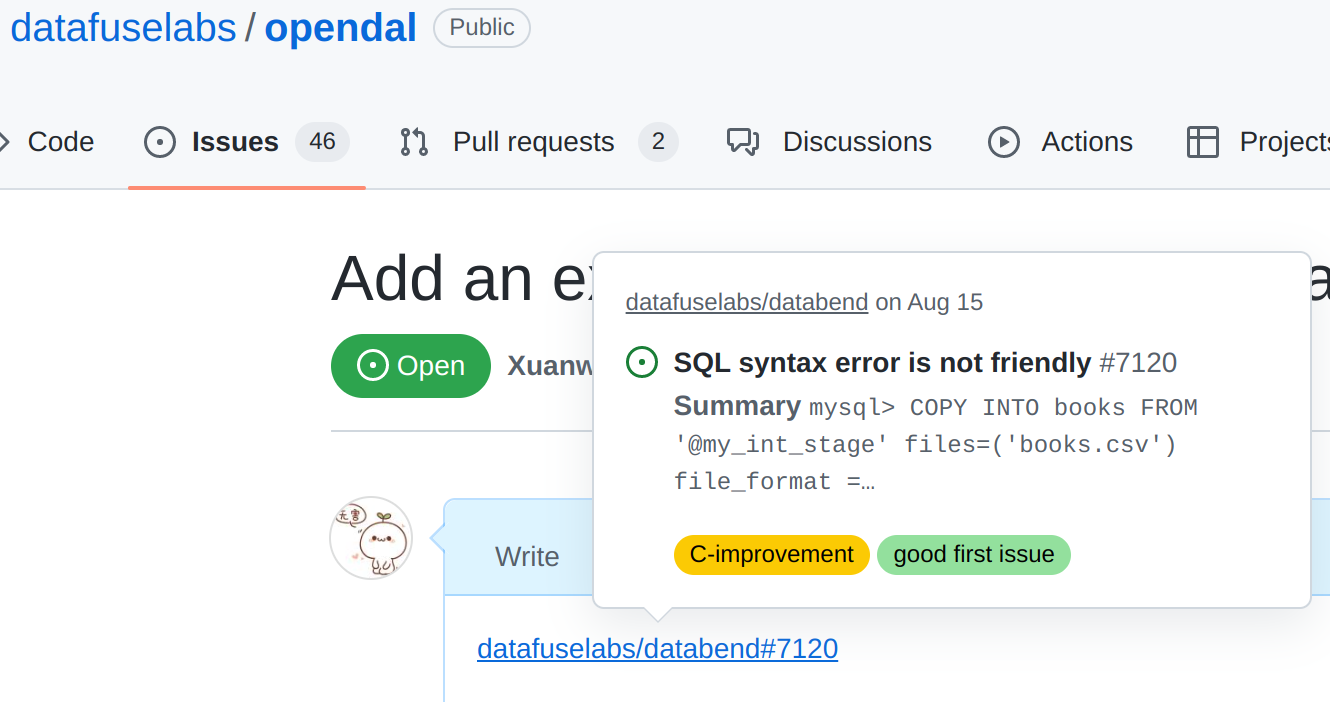 datafuselabs / opendal Public
Code Issues 46 Pull requests 2 Discussions Actions Projects
Add an
datafuselabs/databend on Aug 15
Open Xuanw
SQL syntax error is not friendly #7120
Summary mysql> COPY INTO books FROM
'@my_int_stage' files=('books.csv')
file_format =…
无害
Write
C-improvement good first issue
datafuselabs/databend#7120